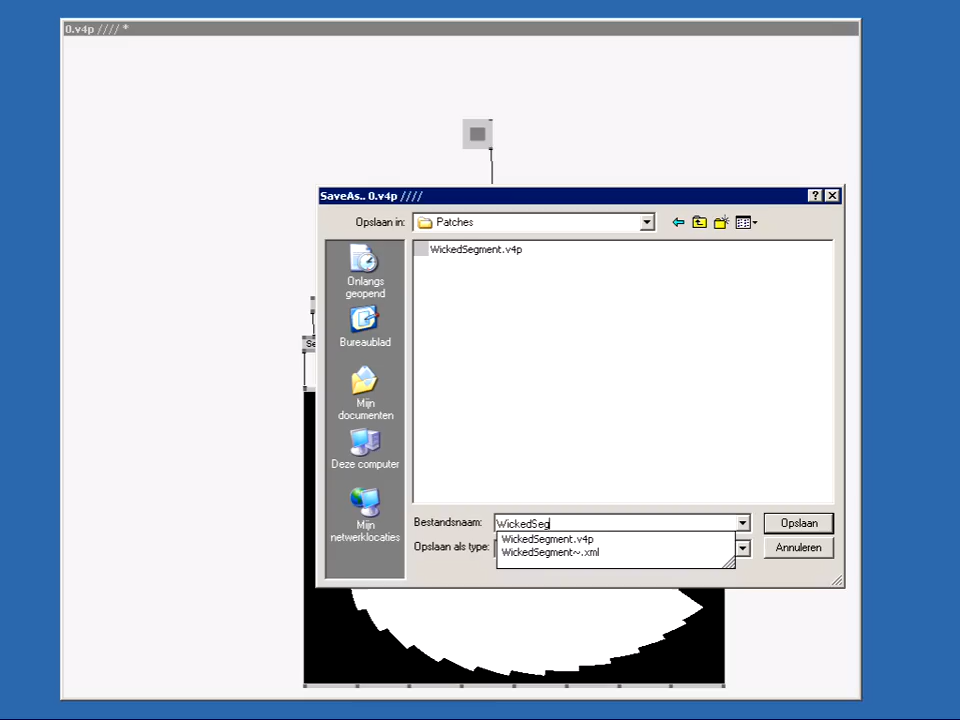 0.v4p //// *
SaveAs.. 0.v4p ////
Opslaan in:
Patches
WickedSegment.v4p
Onlangs
geopend
Bureaublad
Mijn
documenten
Deze computer
Mijn
netwerklocaties
Bestandsnaam:
WickedSeg
Opslaan
WickedSegment.v4p
WickedSegment~.xml
Opslaan als type:
Annuleren